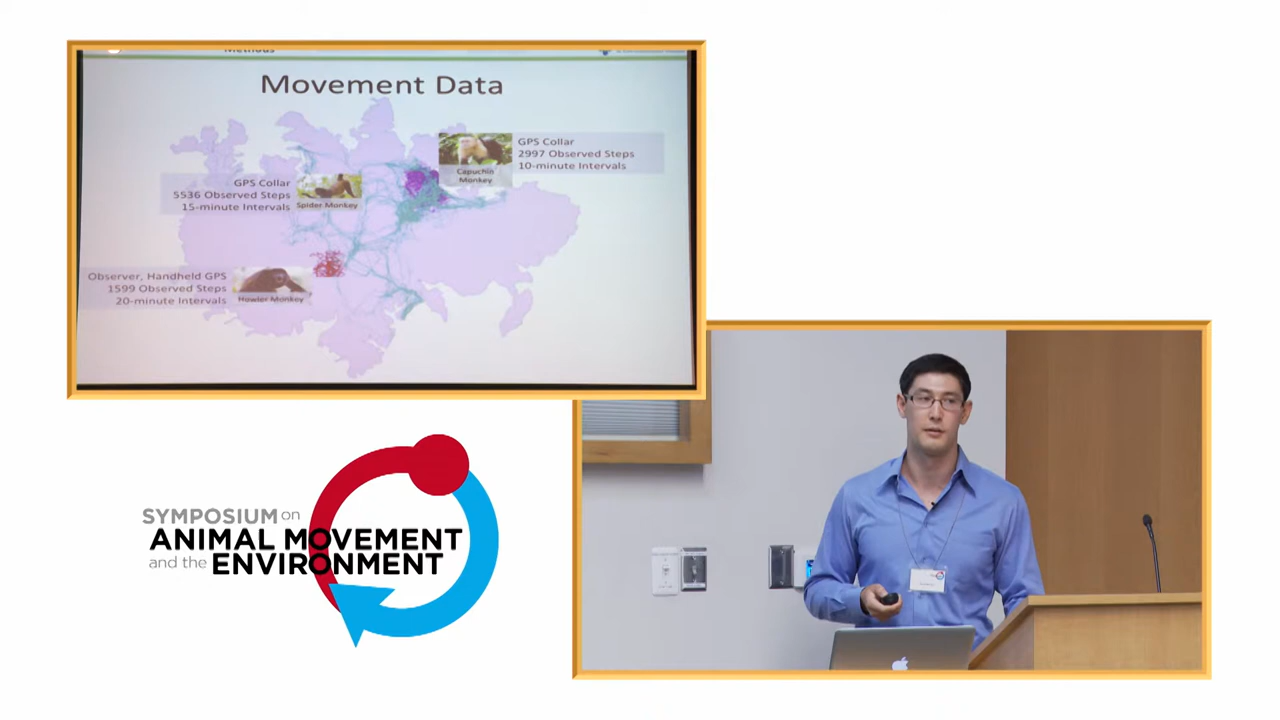 Methods
Movement Data
GPS Collar
2997 Observed Steps
10-minute Intervals
Capuchin
Monkey
GPS Collar
5536 Observed Steps
15-minute Intervals
Spider Monkey
Observer, Handheld GPS
1599 Observed Steps
20-minute Intervals
Howler Monkey
SYMPOSIUM on
ANIMAL MOVEMENT
and the ENVIRONMENT